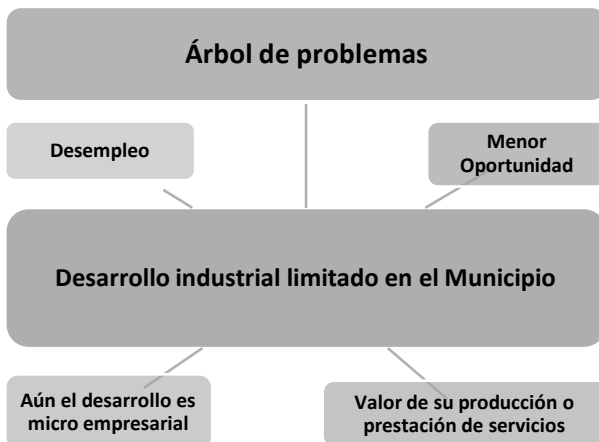 Árbol de problemas
Desempleo
Menor
Oportunidad
Desarrollo industrial limitado en el Municipio
Aún el desarrollo es
micro empresarial
Valor de su producción o
prestación de servicios